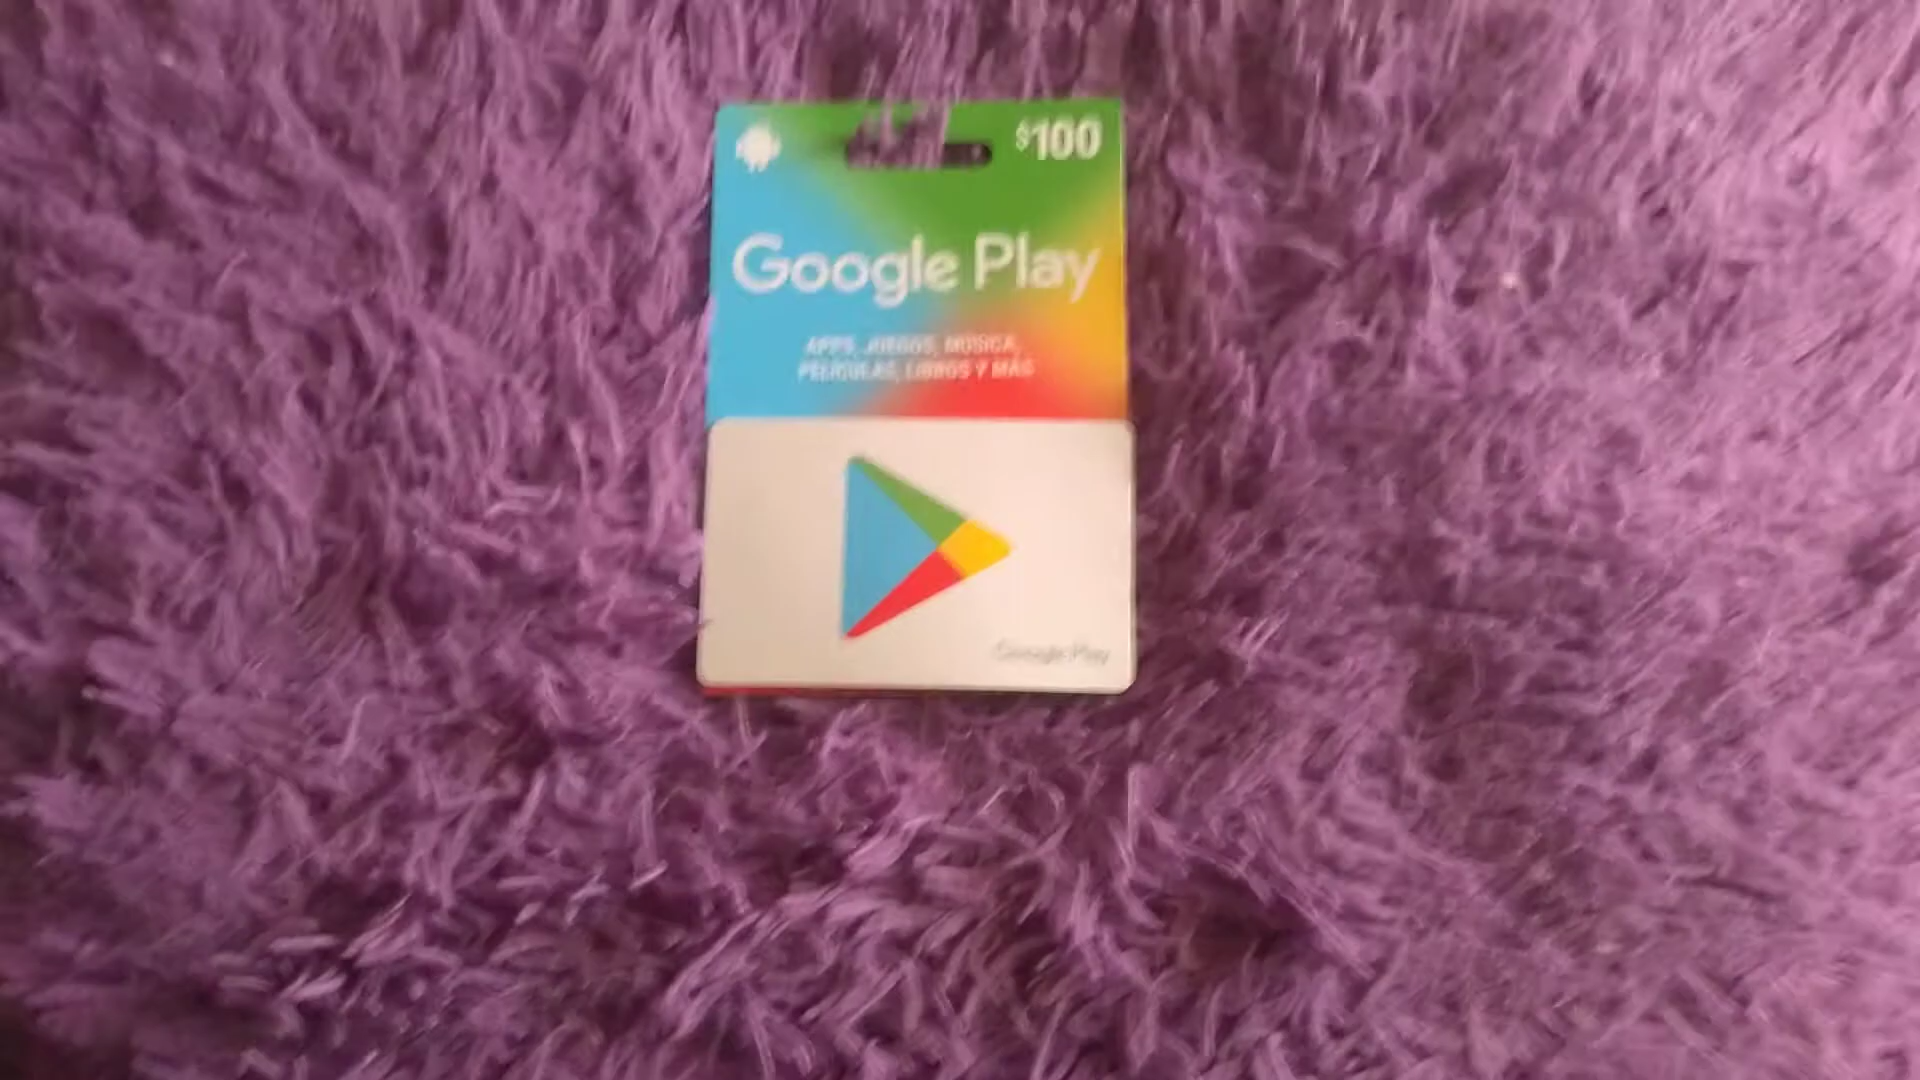 $100
Google Play
APPS, JUEGOS, MÚSICA,
PELÍCULAS, LIBROS Y MÁS
Google Play